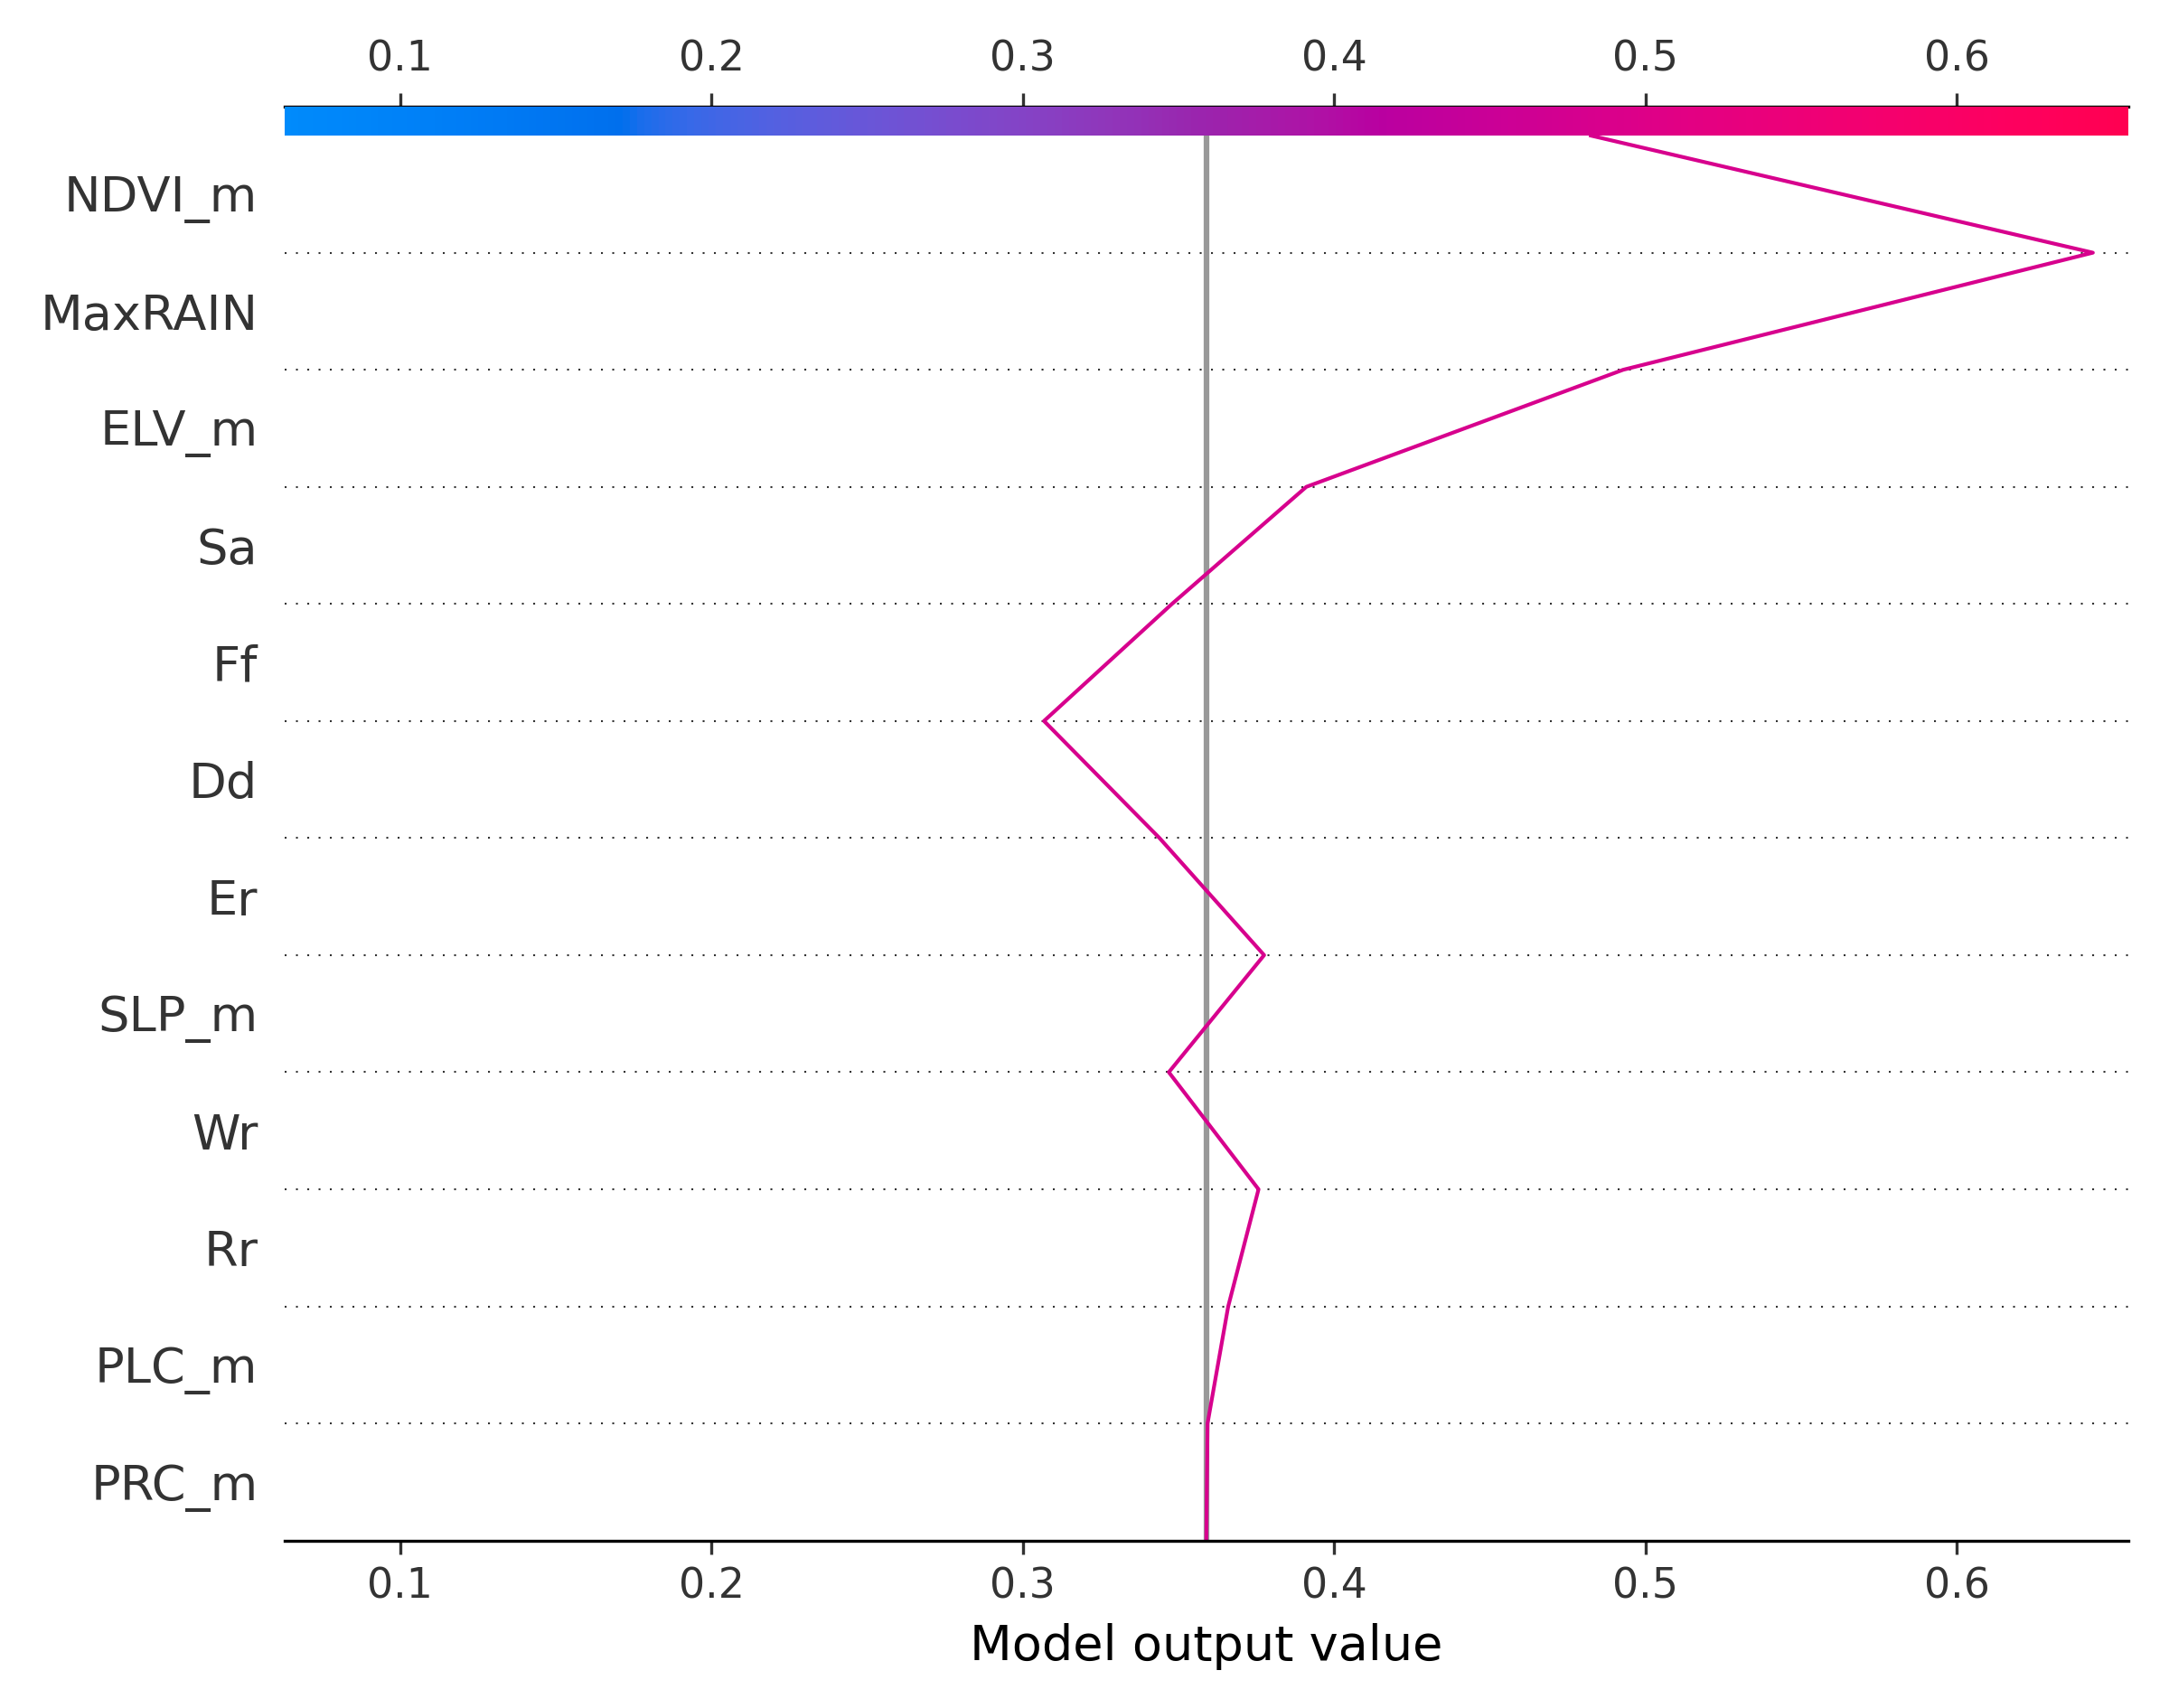 0.1 0.2 0.3 0.4 0.5 0.6
NDVI_m
MaxRAIN
ELV_m
Sa
Ff
Dd
Er
SLP_m
Wr
Rr
PLC_m
PRC_m
0.1 0.2 0.3 0.4 0.5 0.6
Model output value